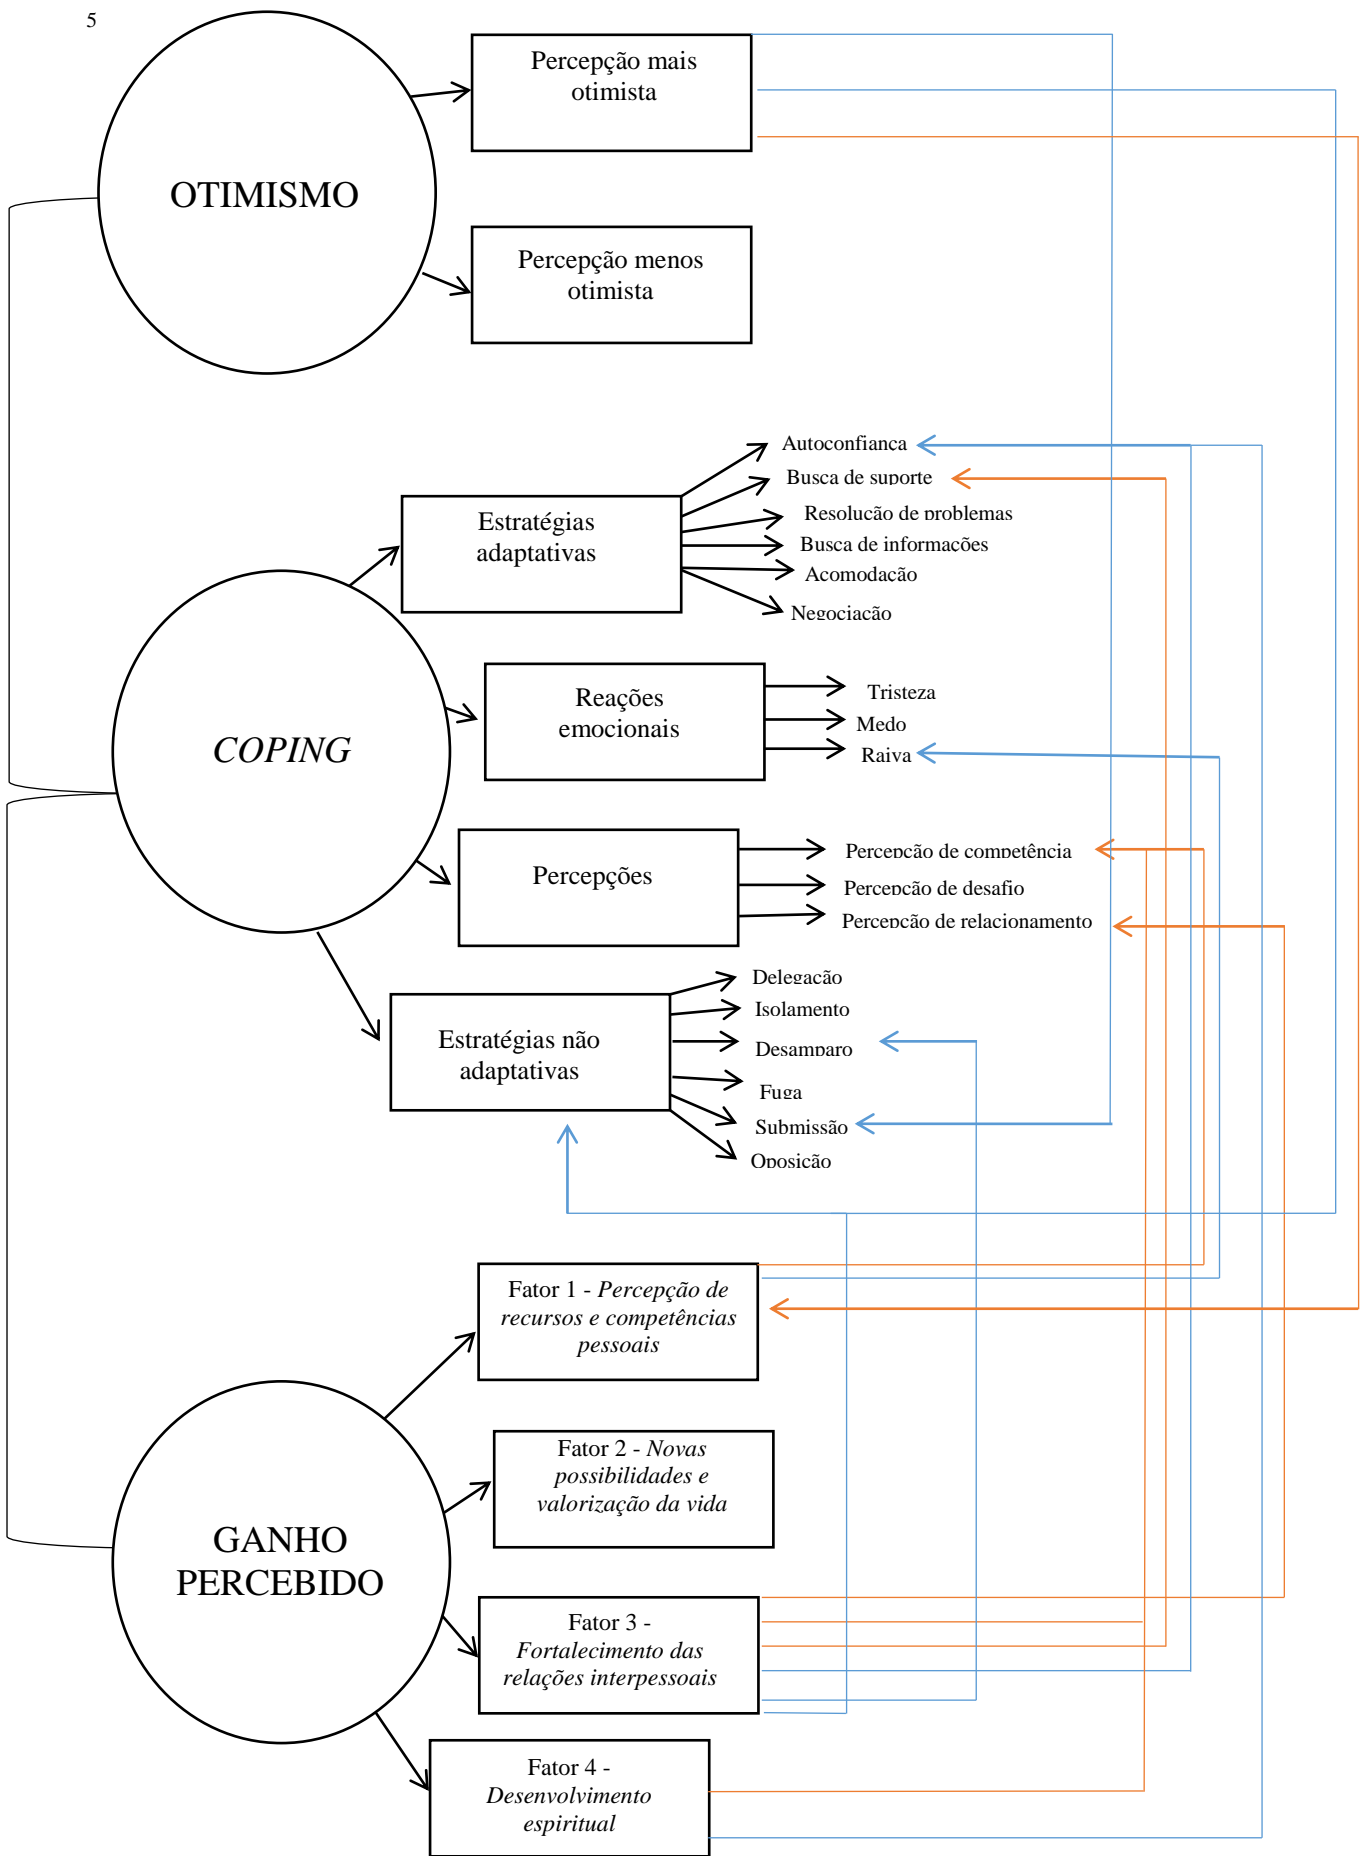 5
Percepção mais
otimista
OTIMISMO
Percepção menos
otimista
Autoconfiança
Busca de suporte
Estratégias
adaptativas
Resolução de problemas
Busca de informações
Acomodação
Negociação
Reações
emocionais
Tristeza
Medo
Raiva
COPING
Percepções
Percepção de competência
Percepção de desafio
Percepção de relacionamento
Delegação
Isolamento
Estratégias não
adaptativas
Desamparo
Fuga
Submissão
Oposição
Fator 1 - Percepção de
recursos e competências
pessoais
Fator 2 - Novas
possibilidades e
valorização da vida
GANHO
PERCEBIDO
Fator 3 -
Fortalecimento das
relações interpessoais
Fator 4 -
Desenvolvimento
espiritual